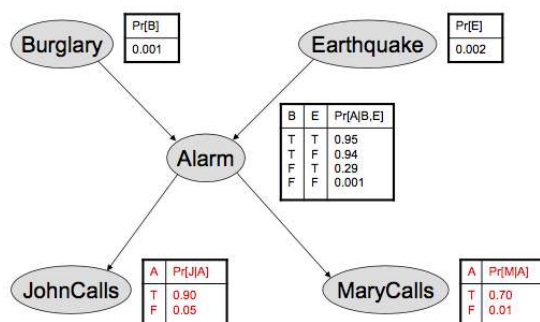 Burglary
Pr[B]
0.001
Earthquake
Pr[E]
0.002
B E Pr[A|B,E]
T T 0.95
T F 0.94
F T 0.29
F F 0.001
Alarm
JohnCalls
A Pr[J|A]
T 0.90
F 0.05
MaryCalls
A Pr[M|A]
T 0.70
F 0.01